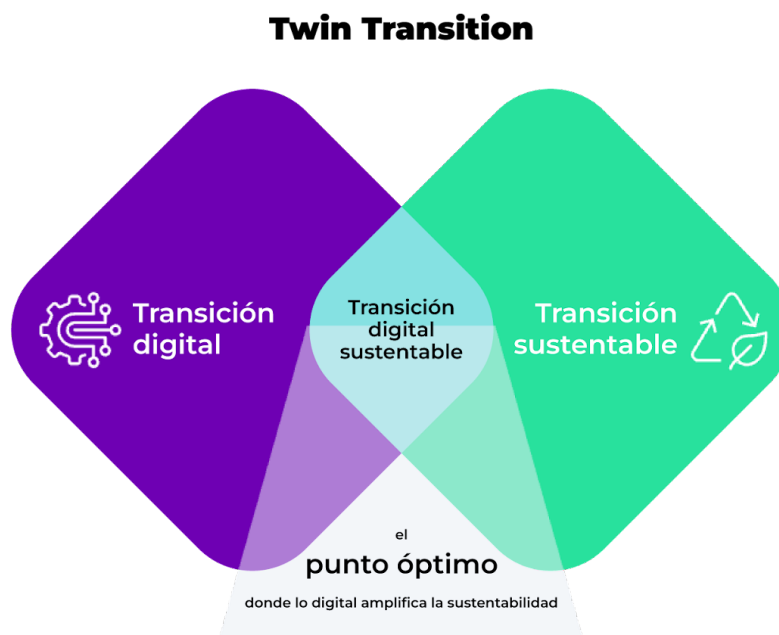 Twin Transition
Transición
digital
Transición
digital
sustentable
Transición
sustentable
el
punto óptimo
donde lo digital amplifica la sustentabilidad